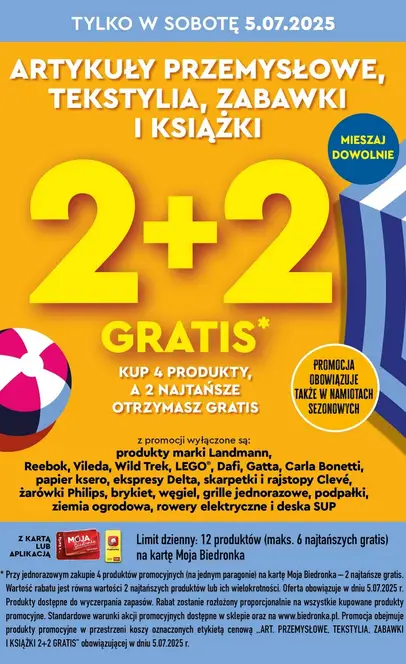 TYLKO W SOBOTĘ 5.07.2025
ARTYKUŁY PRZEMYSŁOWE,
TEKSTYLIA, ZABAWKI
I KSIĄŻKI
MIESZAJ
DOWOLNIE
2+2
GRATIS*
KUP 4 PRODUKTY,
A 2 NAJTAŃSZE
OTRZYMASZ GRATIS
PROMOCJA
OBOWIĄZUJE
TAKŻE W NAMIOTACH
SEZONOWYCH
z promocji wyłączone są:
produkty marki Landmann,
Reebok, Vileda, Wild Trek, LEGO®, Dafi, Gatta, Carla Bonetti,
papier ksero, ekspresy Delta, skarpetki i rajstopy Clevé,
żarówki Philips, brykiet, węgiel, grille jednorazowe, podpałki,
ziemia ogrodowa, rowery elektryczne i deska SUP
Z KARTĄ
LUB
APLIKACJĄ
MOJA
Limit dzienny: 12 produktów (maks. 6 najtańszych gratis)
na kartę Moja Biedronka
* Przy jednorazowym zakupie 4 produktów promocyjnych (na jednym paragonie) na kartę Moja Biedronka – 2 najtańsze gratis.
Wartość rabatu jest równa wartości 2 najtańszych produktów lub ich wielokrotności. Oferta obowiązuje w dniu 5.07.2025 r.
Produkty dostępne do wyczerpania zapasów. Rabat zostanie rozłożony proporcjonalnie na wszystkie kupowane produkty
promocyjne. Standardowe warunki akcji promocyjnych dostępne w sklepie oraz na www.biedronka.pl. Promocja obejmuje
produkty promocyjne w przestrzeni koszy oznaczonych etykietą cenową „ART. PRZEMYSŁOWE, TEKSTYLIA, ZABAWKI
I KSIĄŻKI 2+2 GRATIS” obowiązującej w dniu 5.07.2025 r.